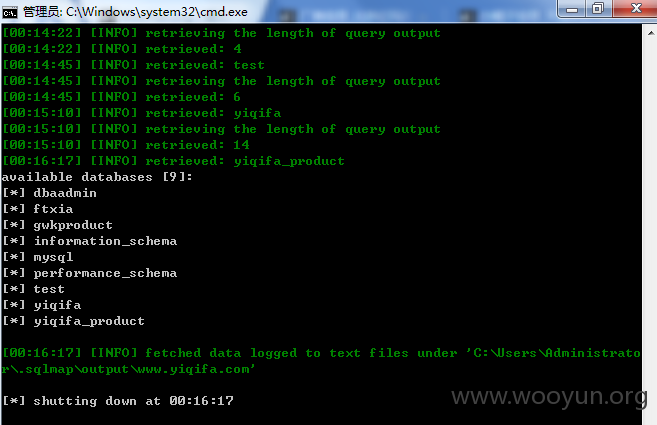 管理员: C:\Windows\system32\cmd.exe
[00:14:22] [INFO] retrieving the length of query output
[00:14:22] [INFO] retrieved: 4
[00:14:45] [INFO] retrieved: test
[00:14:45] [INFO] retrieving the length of query output
[00:14:45] [INFO] retrieved: 6
[00:15:10] [INFO] retrieved: yiqifa
[00:15:10] [INFO] retrieving the length of query output
[00:15:10] [INFO] retrieved: 14
[00:16:17] [INFO] retrieved: yiqifa_product
available databases [9]:
[*] dbaadmin
[*] ftxia
[*] gwkproduct
[*] information_schema
[*] mysql
[*] performance_schema
[*] test
[*] yiqifa
[*] yiqifa_product
[00:16:17] [INFO] fetched data logged to text files under 'C:\Users\Administrato
r\.sqlmap\output\www.yiqifa.com'
[*] shutting down at 00:16:17
www.wooyun.org